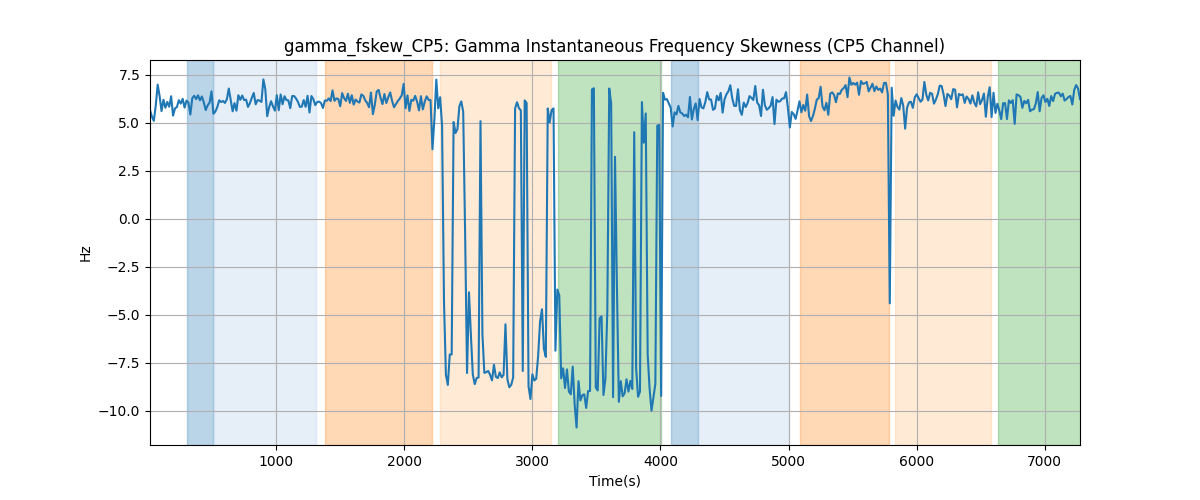 gamma_fskew_CP5: Gamma Instantaneous Frequency Skewness (CP5 Channel)
7.5
5.0
2.5
0.0
−2.5
−5.0
−7.5
−10.0
Hz
1000 2000 3000 4000 5000 6000 7000
Time(s)